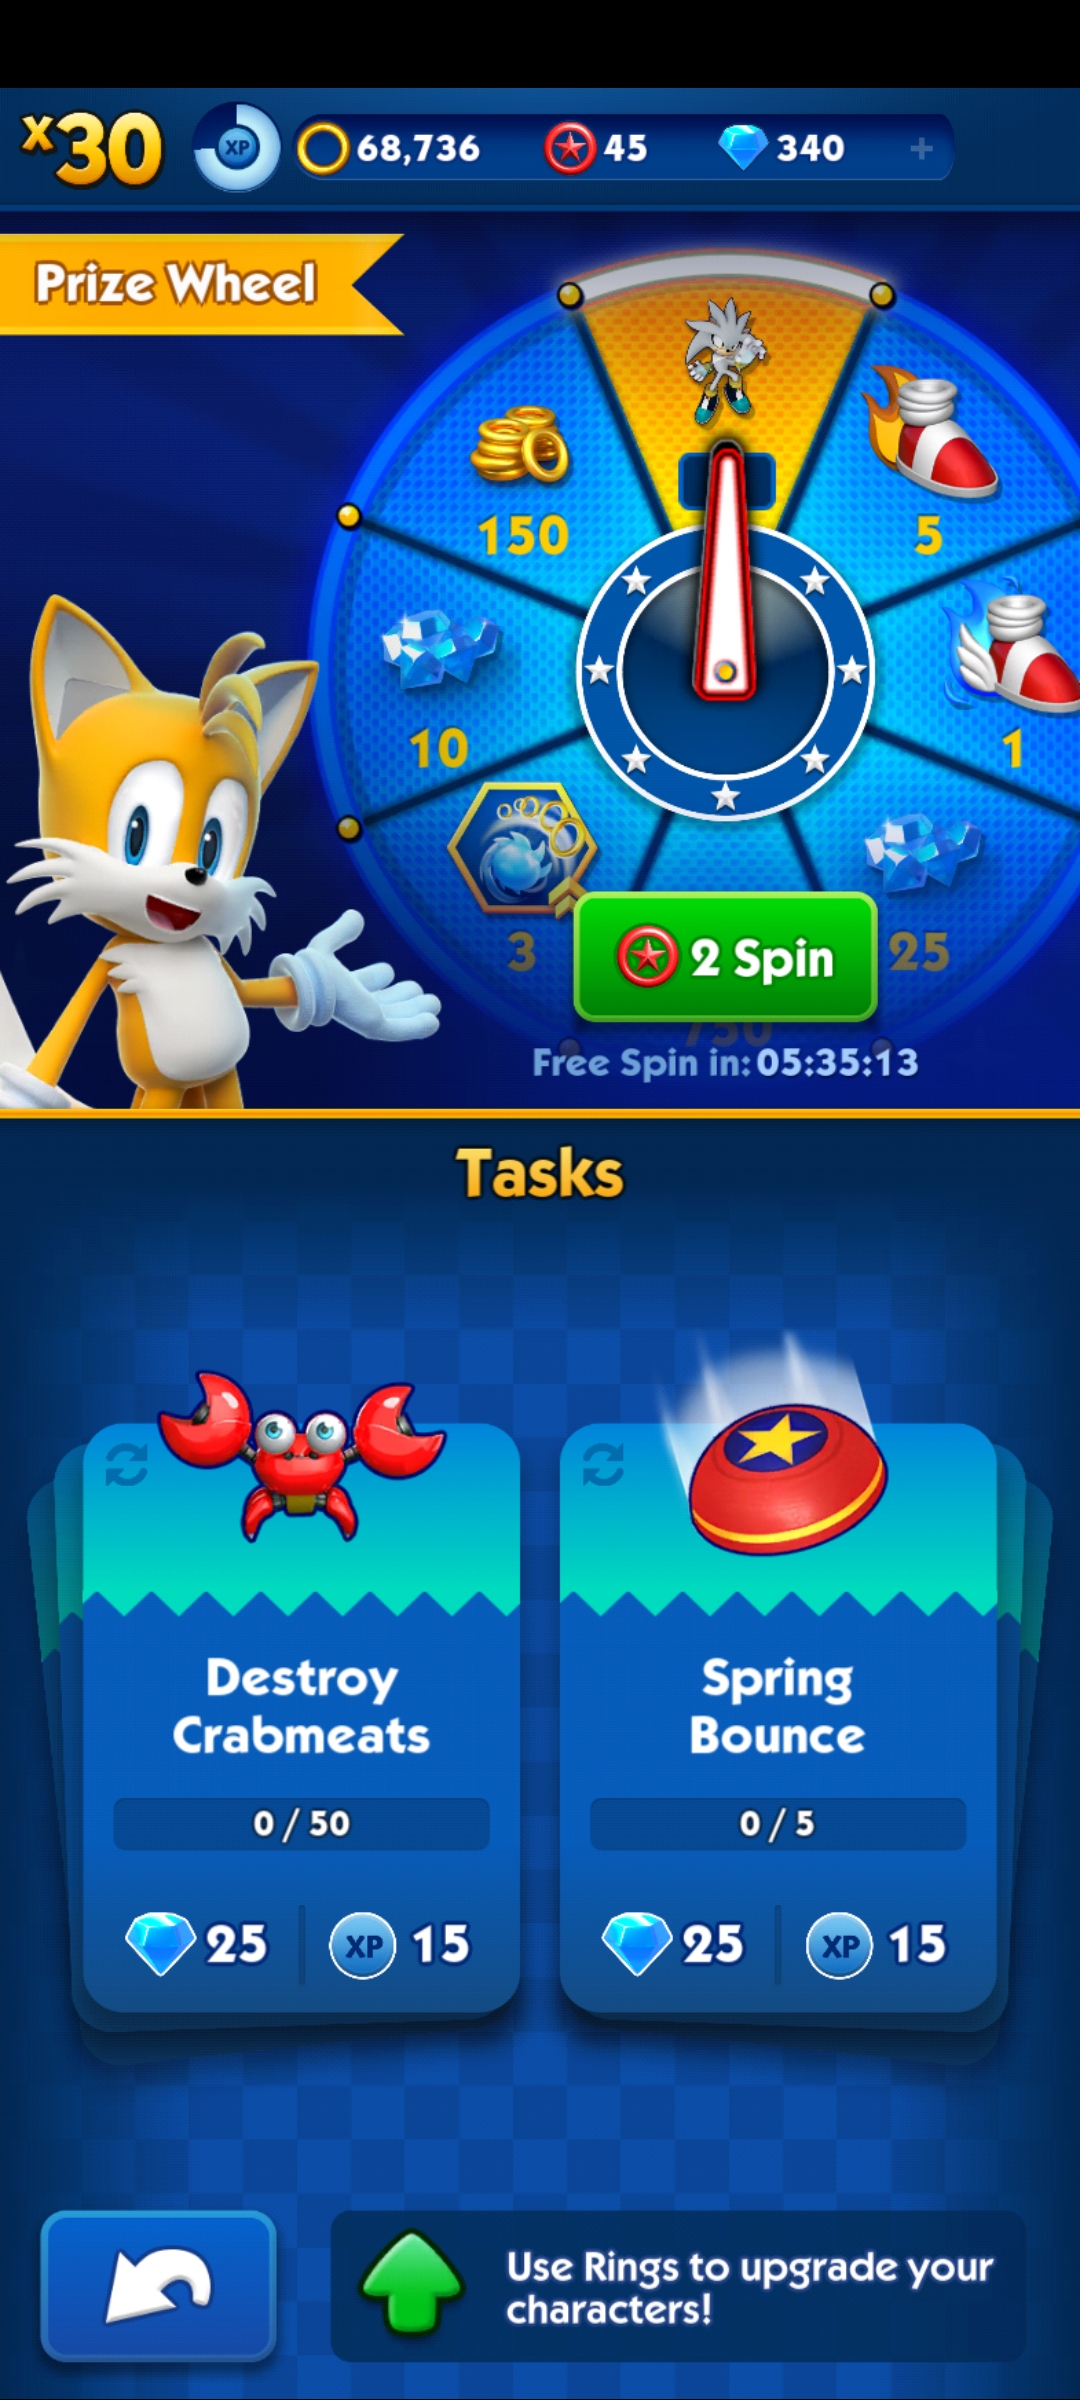 x30
XP
68,736
45
340
Prize Wheel
150
5
10
1
3
2 Spin
25
750
Free Spin in: 05:35:13
Tasks
Destroy
Crabmeats
0 / 50
25
XP 15
Spring
Bounce
0 / 5
25
XP 15
Use Rings to upgrade your
characters!